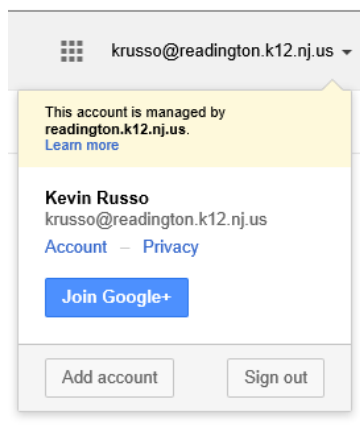 krusso@readington.k12.nj.us
This account is managed by
readington.k12.nj.us.
Learn more
Kevin Russo
krusso@readington.k12.nj.us
Account – Privacy
Join Google+
Add account Sign out